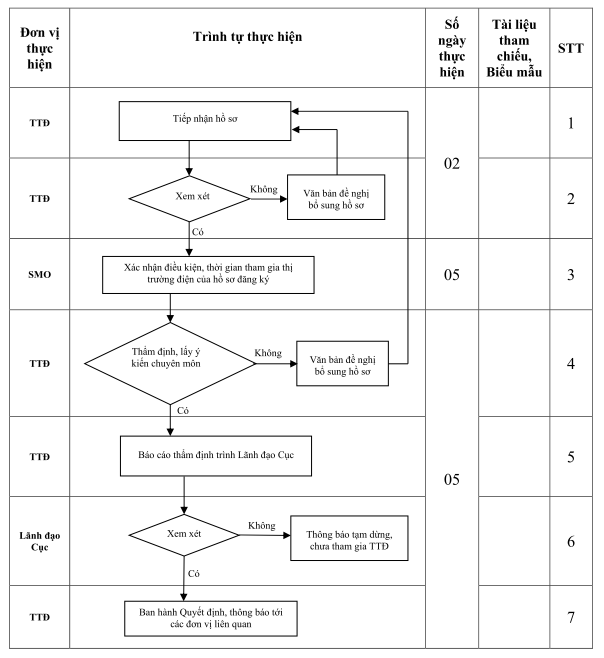 Đơn vị
thực
hiện
Trình tự thực hiện
Số
ngày
thực
hiện
Tài liệu
tham
chiếu,
Biểu mẫu
STT
TTĐ
Tiếp nhận hồ sơ
02
1
TTĐ
Xem xét
Không
Văn bản đề nghị
bổ sung hồ sơ
2
Có
SMO
Xác nhận điều kiện, thời gian tham gia thị
trường điện của hồ sơ đăng ký
05
3
TTĐ
Thẩm định, lấy ý
kiến chuyên môn
Không
Văn bản đề nghị
bổ sung hồ sơ
4
Có
TTĐ
Báo cáo thẩm định trình Lãnh đạo Cục
05
5
Lãnh đạo
Cục
Xem xét
Không
Thông báo tạm dừng,
chưa tham gia TTĐ
6
Có
TTĐ
Ban hành Quyết định, thông báo tới
các đơn vị liên quan
7